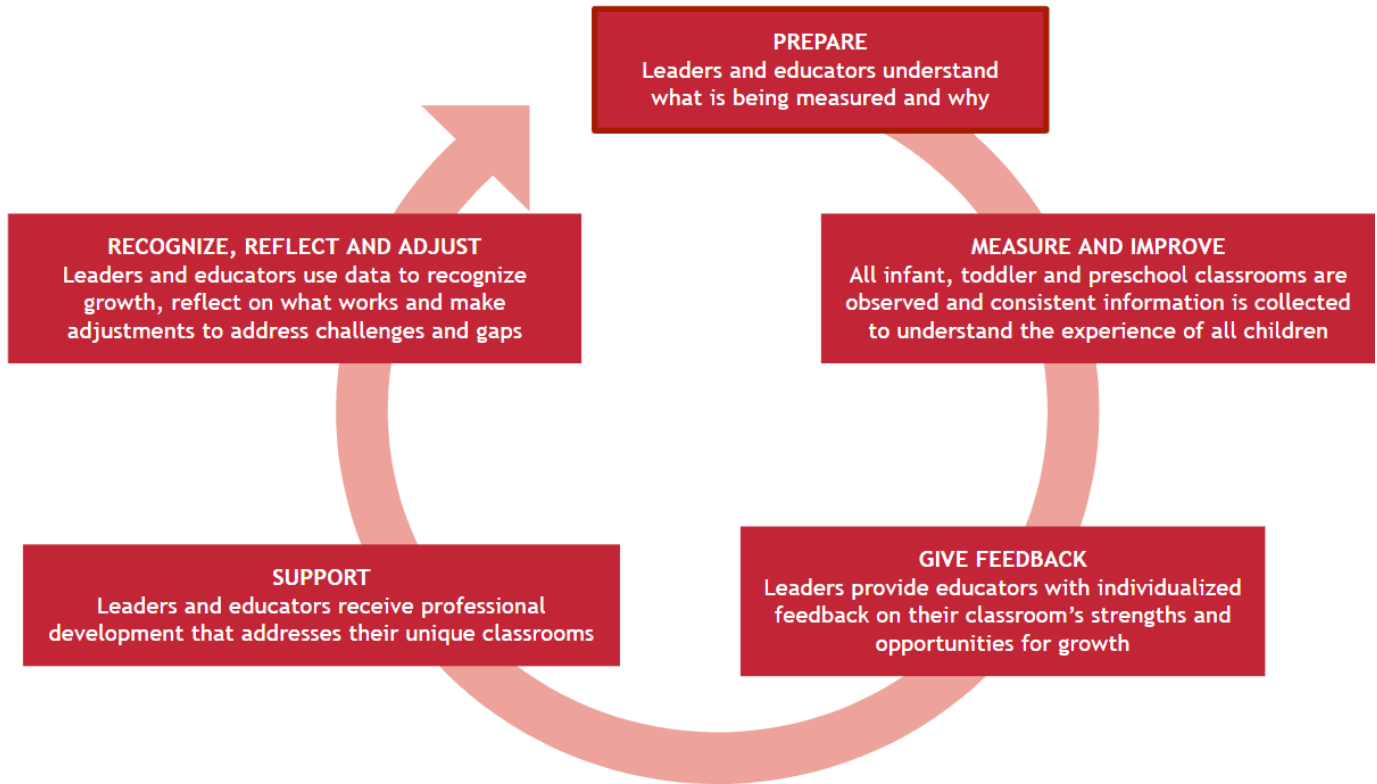 PREPARE
Leaders and educators understand
what is being measured and why
MEASURE AND IMPROVE
All infant, toddler and preschool classrooms are
observed and consistent information is collected
to understand the experience of all children
GIVE FEEDBACK
Leaders provide educators with individualized
feedback on their classroom’s strengths and
opportunities for growth
SUPPORT
Leaders and educators receive professional
development that addresses their unique classrooms
RECOGNIZE, REFLECT AND ADJUST
Leaders and educators use data to recognize
growth, reflect on what works and make
adjustments to address challenges and gaps